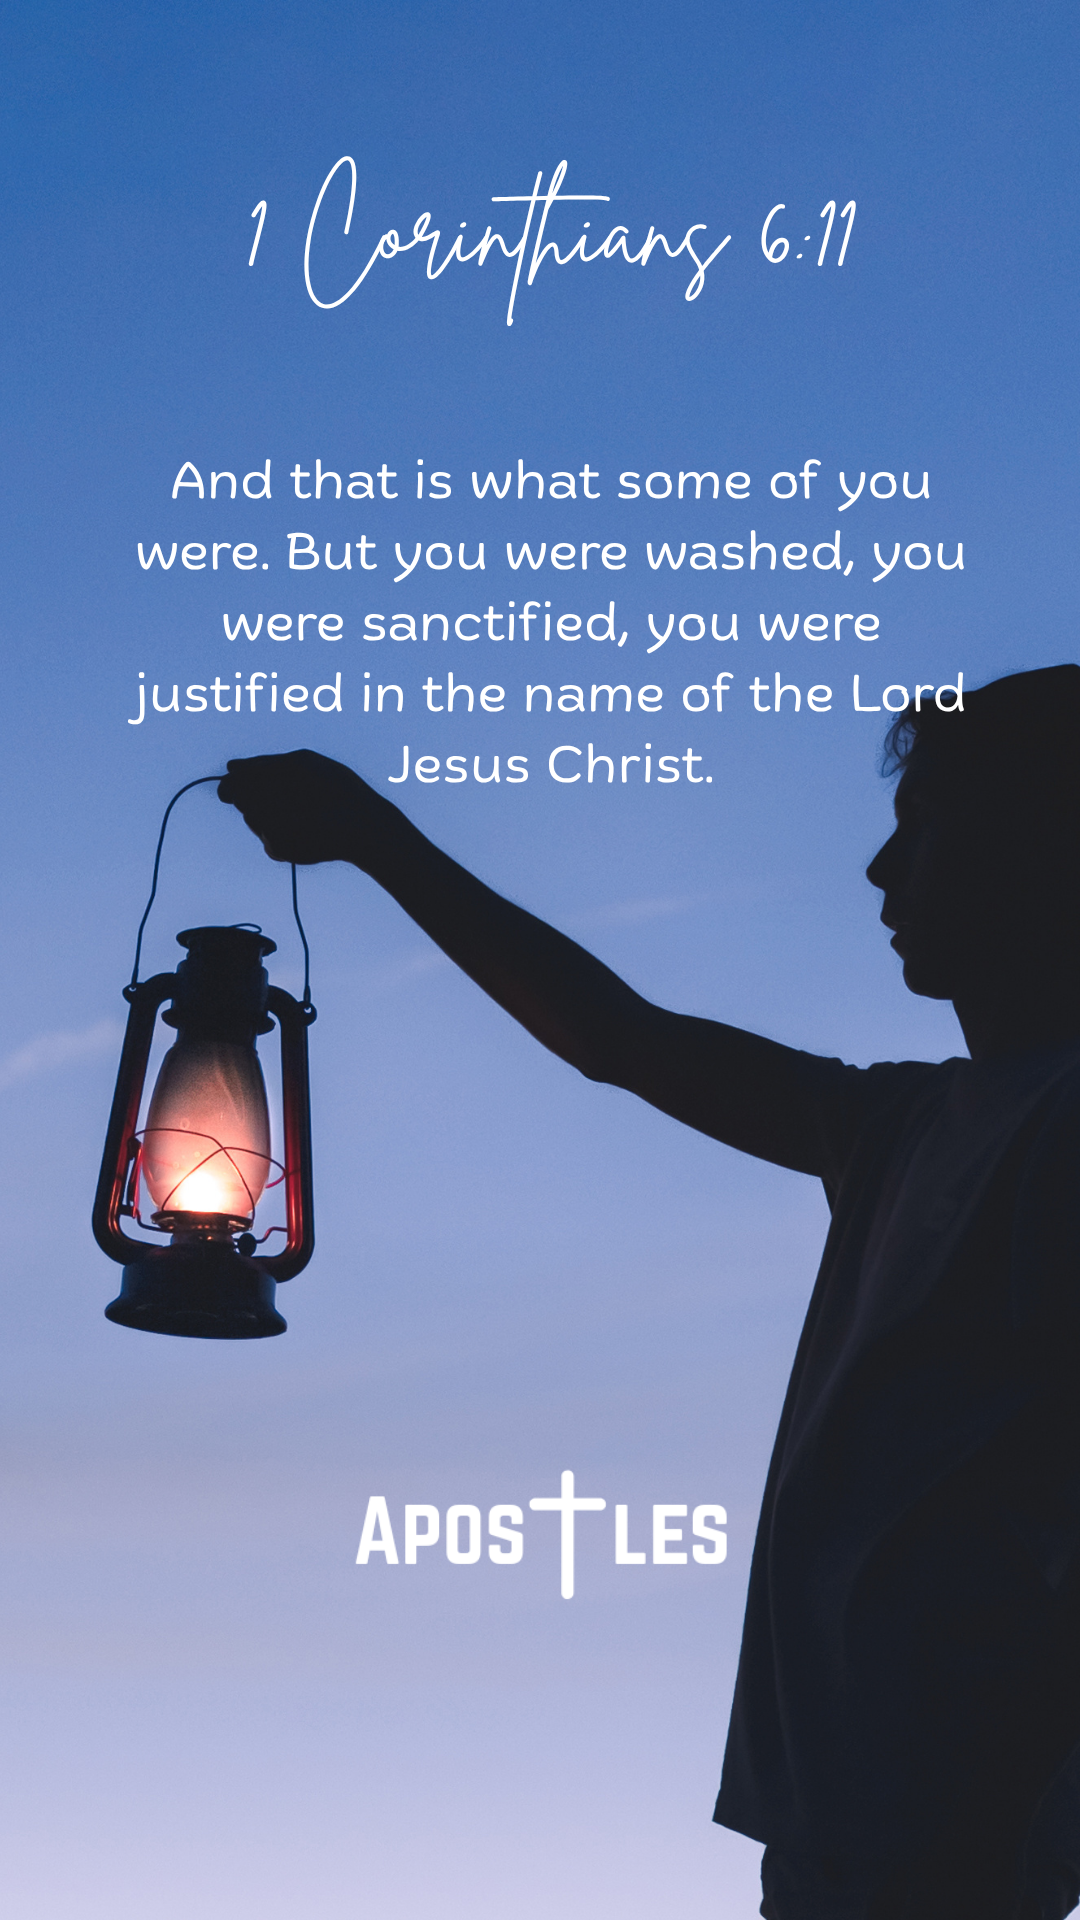 1 Corinthians 6:11
And that is what some of you
were. But you were washed, you
were sanctified, you were
justified in the name of the Lord
Jesus Christ.
APOSTLES